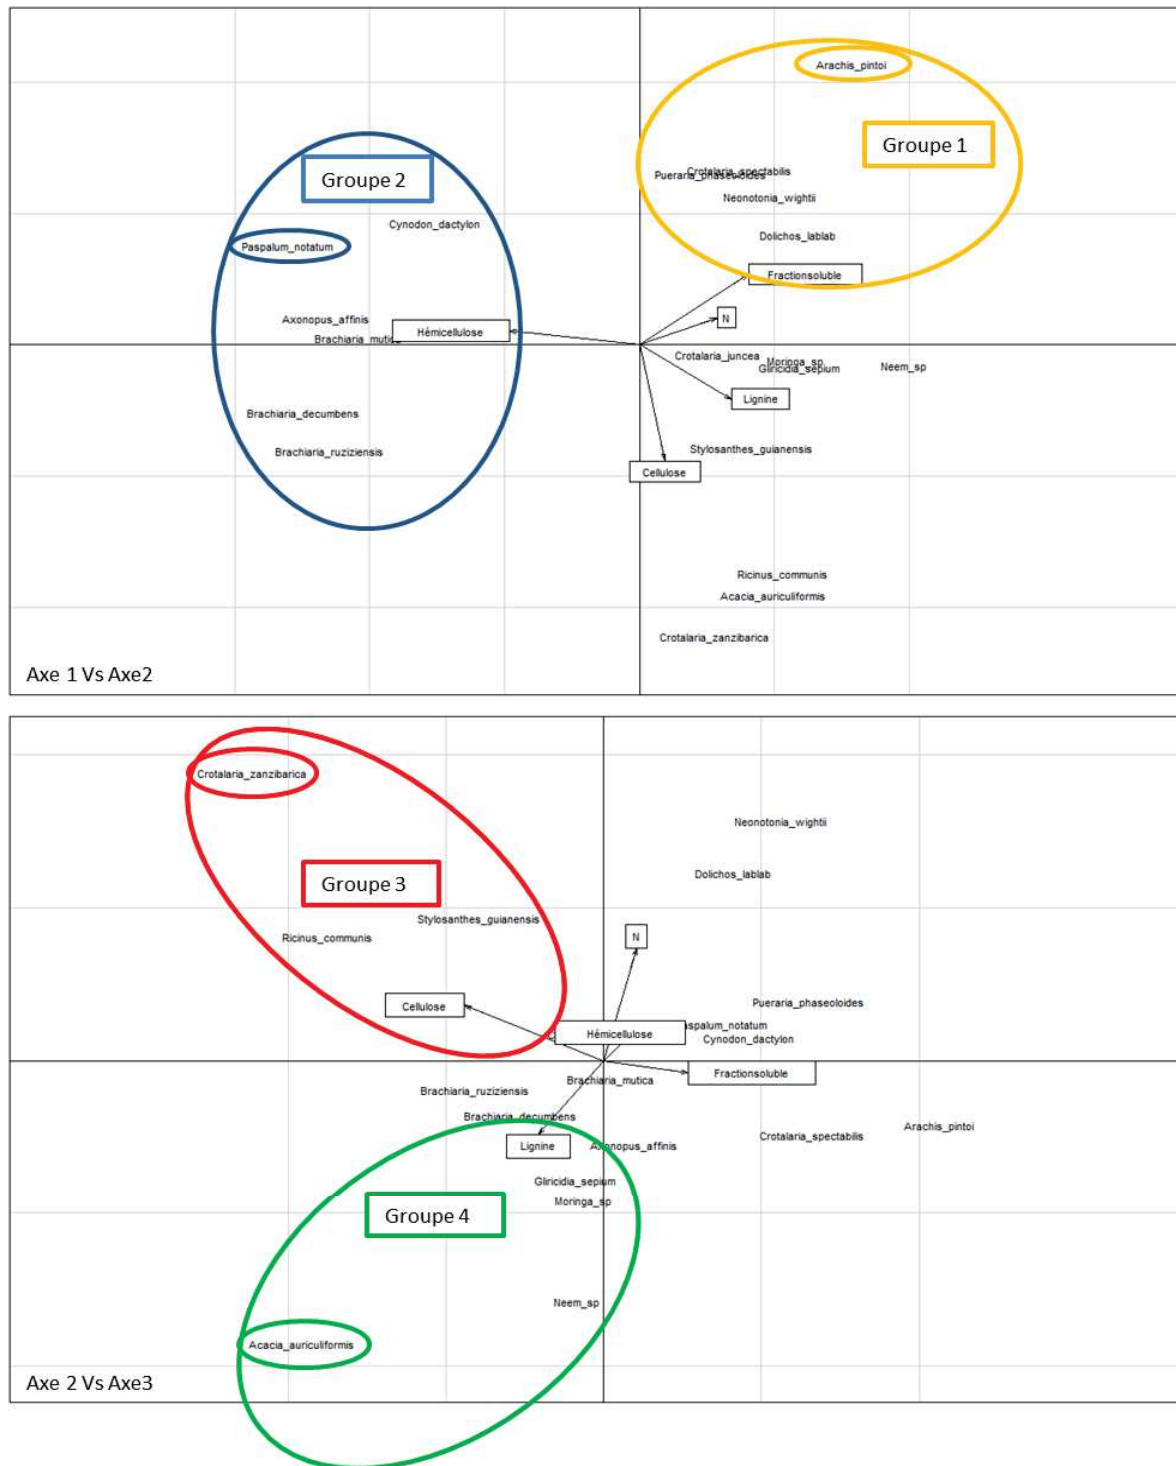 Arachis_pintoi
Groupe 1
Crotalaria_spectabilis
Pueraria_phaseoloides
Groupe 2
Neonotonia_wightii
Cynodon_dactylon
Dolichos_lablab
Paspalum_notatum
Fractionsoluble
N
Axonopus_affinis
Hémicellulose
Brachiaria_mutic
Crotalaria_juncea
Moringa_sp
Gliricidia_sepium
Neem_sp
Lignine
Brachiaria_decumbens
Brachiaria_ruziziensis
Stylosanthes_guianensis
Cellulose
Ricinus_communis
Acacia_auriculiformis
Crotalaria_zanzibarica
Axe 1 Vs Axe2
Crotalaria_zanzibarica
Neonotonia_wightii
Dolichos_lablab
Groupe 3
Stylosanthes_guianensis
Ricinus_communis
N
Cellulose
Pueraria_phaseoloides
Hémicellulose
aspalum_notatum
Cynodon_dactylon
Fractionsoluble
Brachiaria_mutica
Brachiaria_ruziziensis
Brachiaria_decumbens
Arachis_pintoi
Crotalaria_spectabilis
Lignine
Axonopus_affinis
Gliricidia_sepium
Moringa_sp
Groupe 4
Neem_sp
Acacia_auriculiformis
Axe 2 Vs Axe3